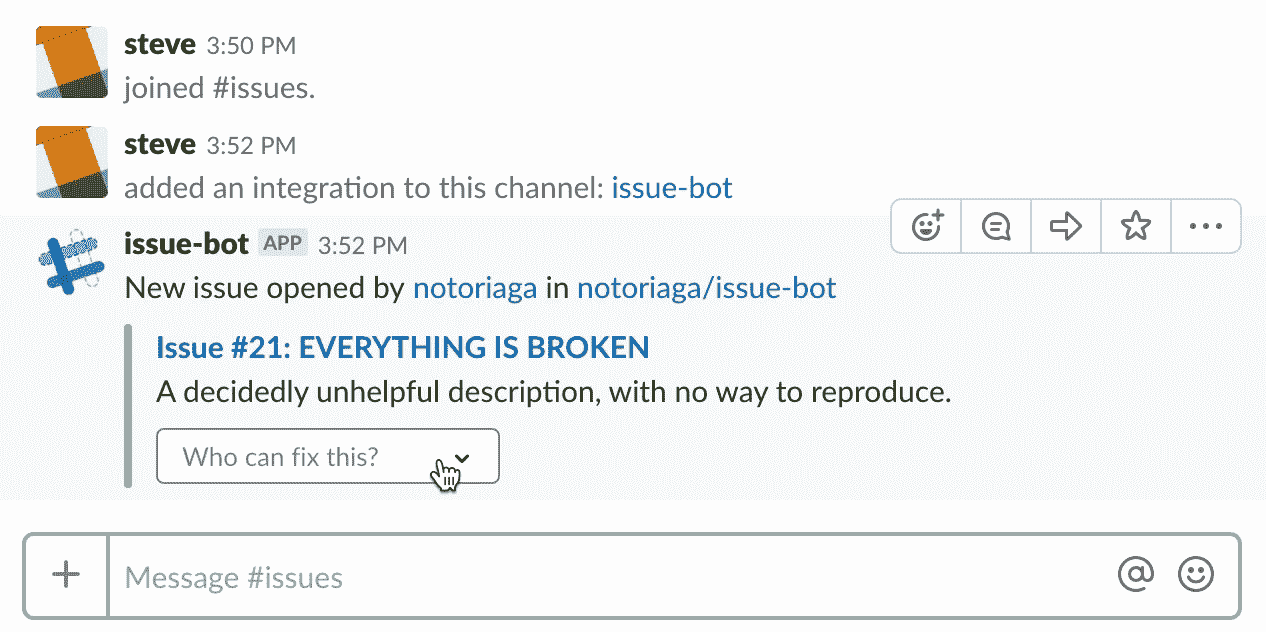 steve 3:50 PM
joined #issues.
steve 3:52 PM
added an integration to this channel: issue-bot
issue-bot APP 3:52 PM
New issue opened by notoriaga in notoriaga/issue-bot
Issue #21: EVERYTHING IS BROKEN
A decidedly unhelpful description, with no way to reproduce.
Who can fix this?
Message #issues